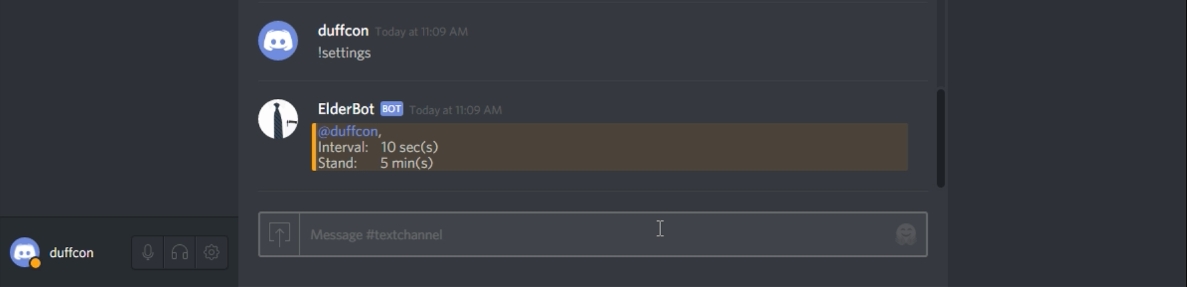 duffcon Today at 11:09 AM
!settings
ElderBot BOT Today at 11:09 AM
@duffcon,
Interval: 10 sec(s)
Stand: 5 min(s)
Message #textchannel
duffcon